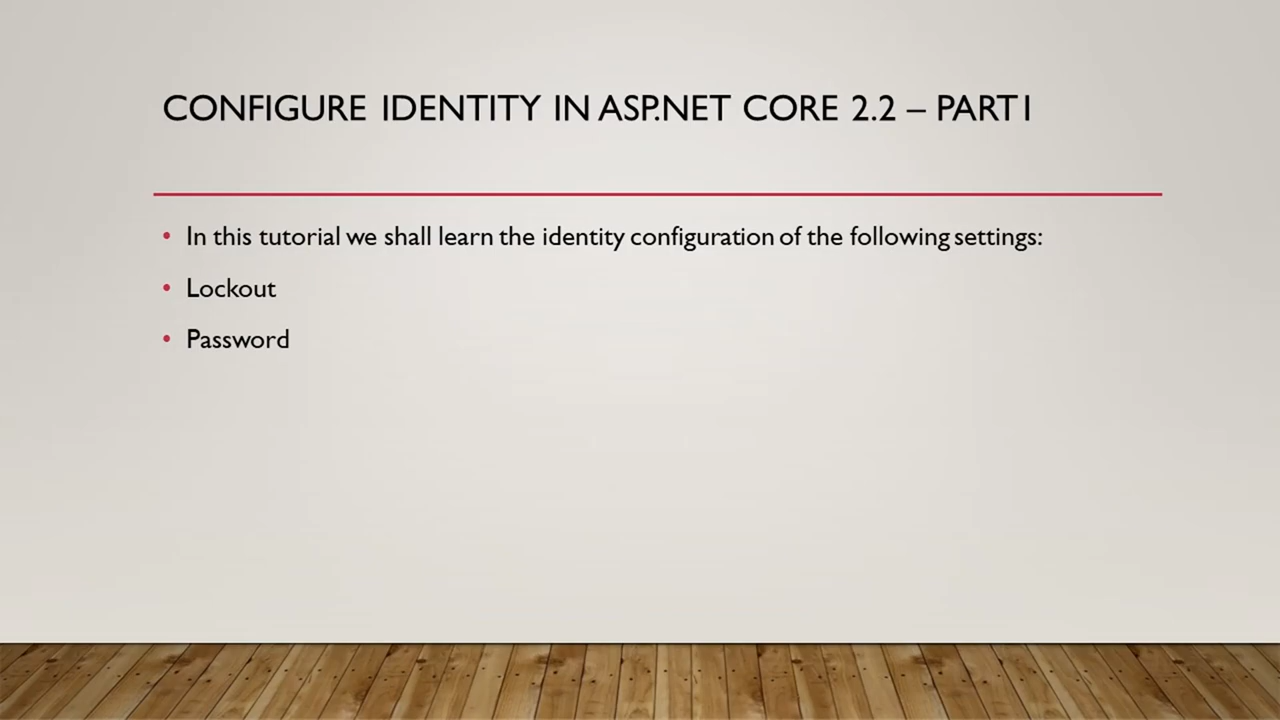 CONFIGURE IDENTITY IN ASP.NET CORE 2.2 – PART1
In this tutorial we shall learn the identity configuration of the following settings:
Lockout
Password